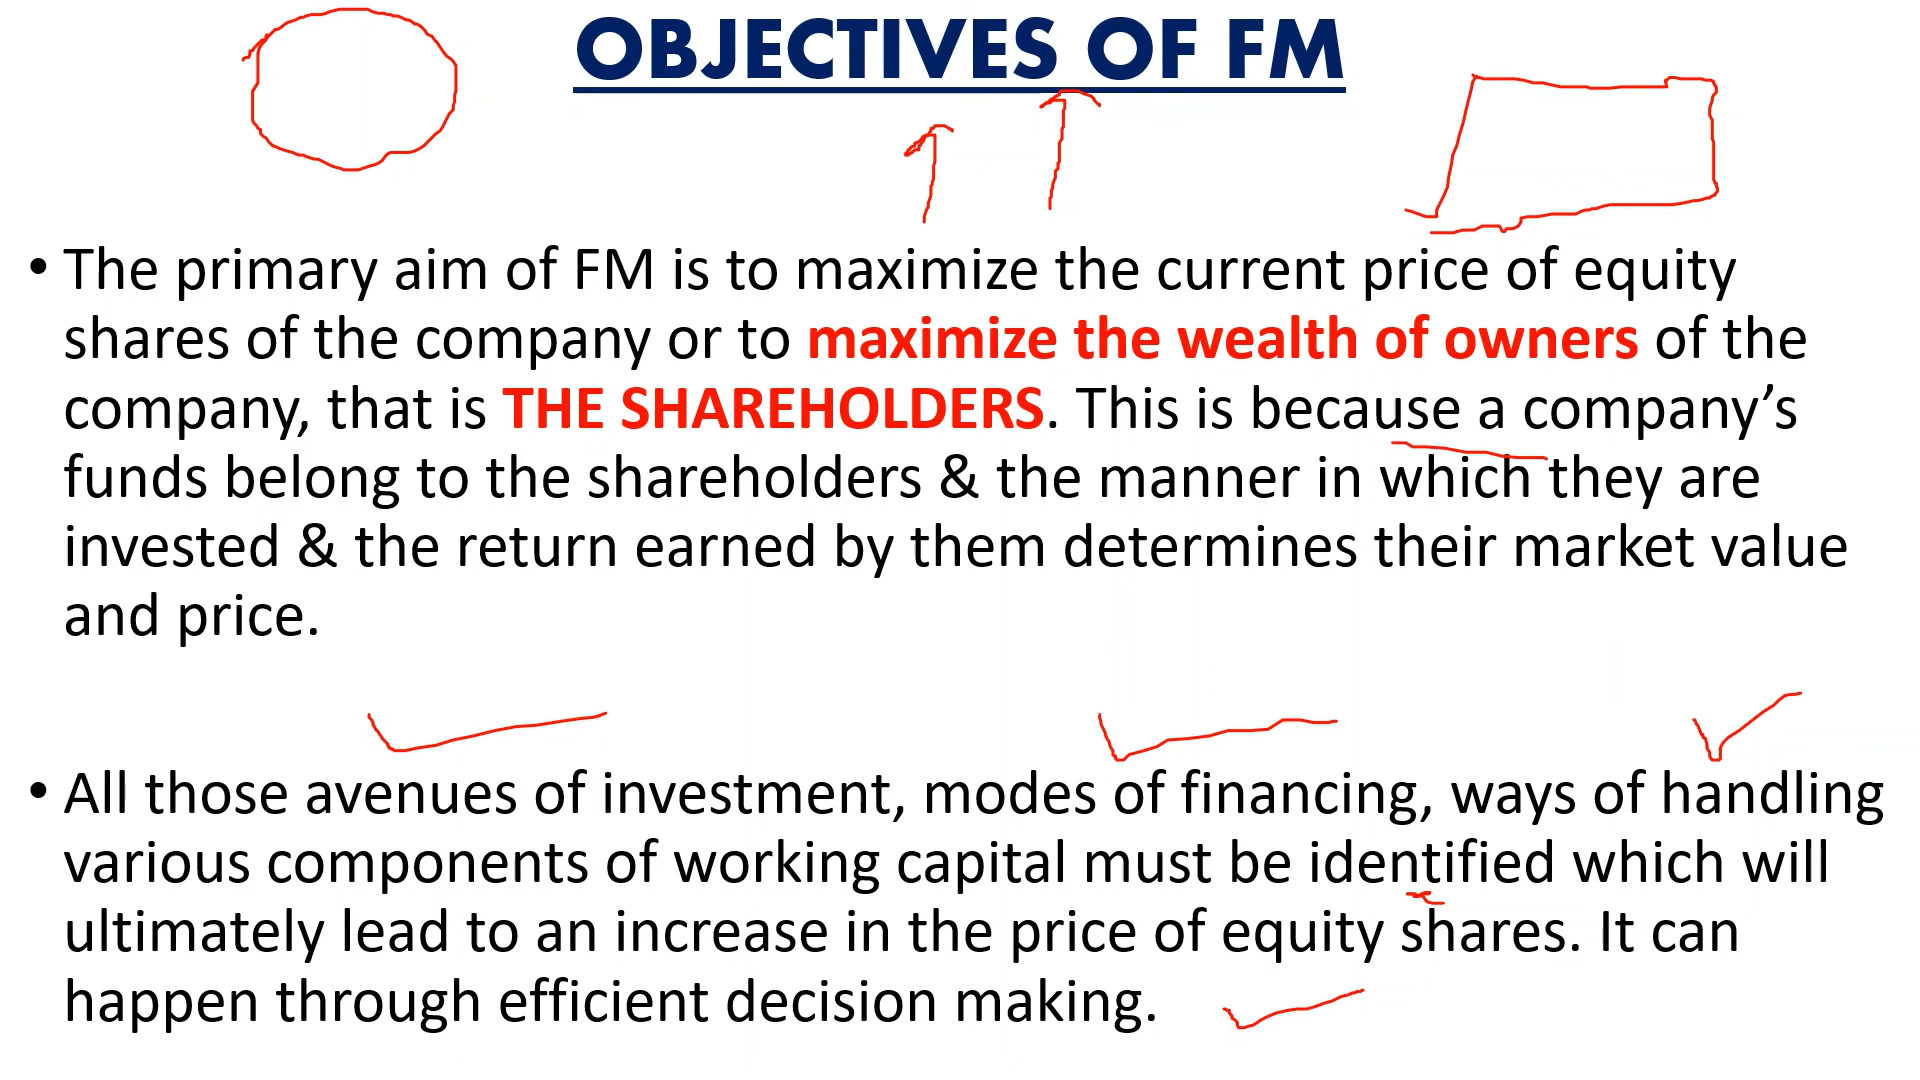 OBJECTIVES OF FM
• The primary aim of FM is to maximize the current price of equity
shares of the company or to maximize the wealth of owners of the
company, that is THE SHAREHOLDERS. This is because a company’s
funds belong to the shareholders & the manner in which they are
invested & the return earned by them determines their market value
and price.
• All those avenues of investment, modes of financing, ways of handling
various components of working capital must be identified which will
ultimately lead to an increase in the price of equity shares. It can
happen through efficient decision making.